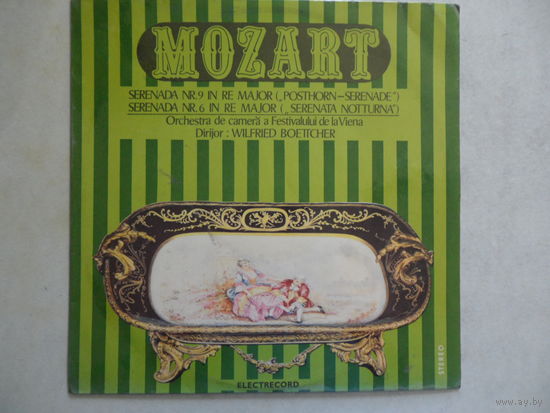 MOZART
SERENADA NR.9 IN RE MAJOR („POSTHORN–SERENADE”)
SERENADA NR.6 IN RE MAJOR („SERENATA NOTTURNA”)
Orchestra de cameră a Festivalului de la Viena
Dirijor : WILFRIED BOETTCHER
STEREO
ELECTRECORD
www.ay.by